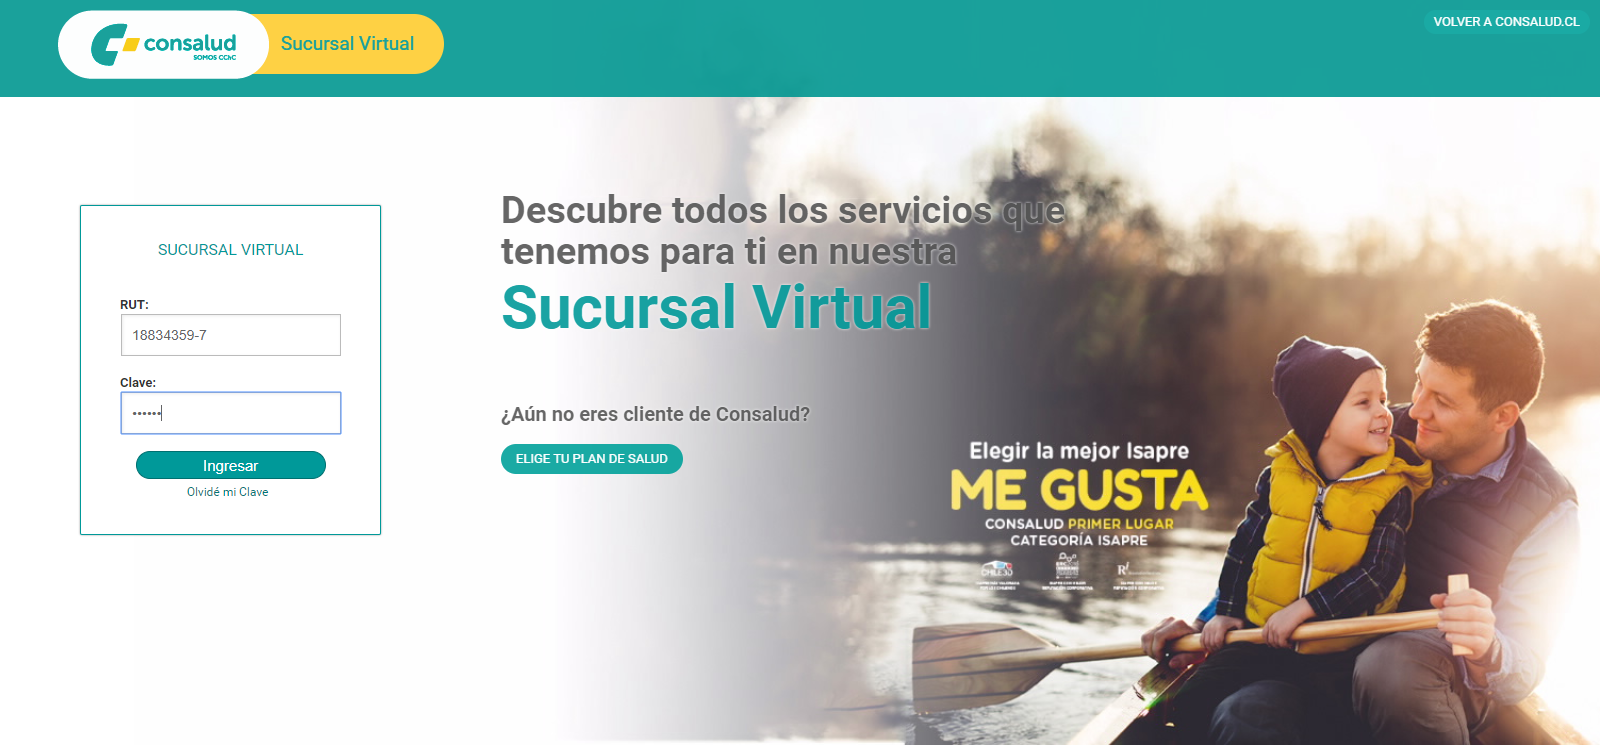 consalud
SOMOS CChC
Sucursal Virtual
VOLVER A CONSALUD.CL
SUCURSAL VIRTUAL
RUT:
18834359-7
Clave:
••••••
Ingresar
Olvidé mi Clave
Descubre todos los servicios que
tenemos para ti en nuestra
Sucursal Virtual
¿Aún no eres cliente de Consalud?
ELIGE TU PLAN DE SALUD
Elegir la mejor Isapre
ME GUSTA
CONSALUD PRIMER LUGAR
CATEGORÍA ISAPRE